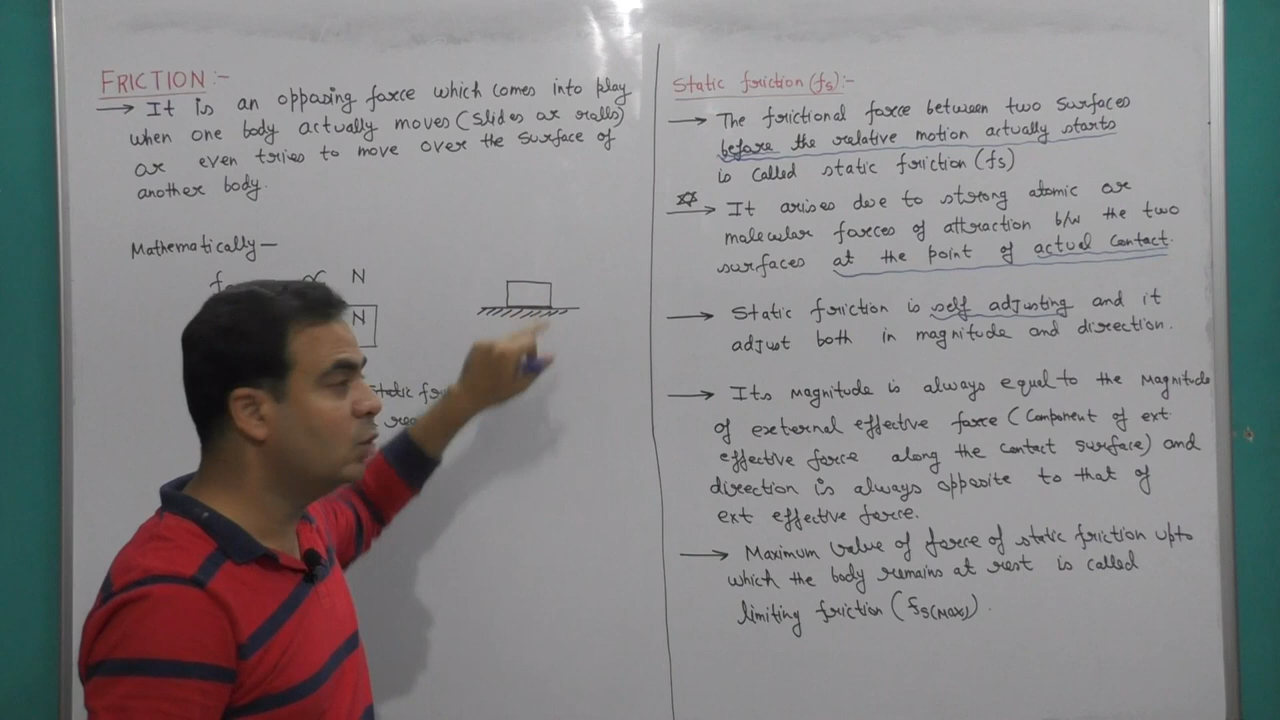 FRICTION:-
→ It is an opposing force which comes into play
when one body actually moves (slides or rolls)
or even tries to move over the surface of
another body.
Mathematically—
f ∝ N
N
Static
Static friction (fs):-
→ The frictional force between two surfaces
before the relative motion actually starts
is called static friction (fs)
→ It arises due to strong atomic or
molecular forces of attraction b/w the two
surfaces at the point of actual contact.
→ Static friction is self adjusting and it
adjust both in magnitude and direction.
→ Its magnitude is always equal to the Magnitude
of external effective force (Component of ext
effective force along the contact surface) and
direction is always opposite to that of
ext effective force.
→ Maximum value of force of static friction upto
which the body remains at rest is called
limiting friction (fs(Max)).